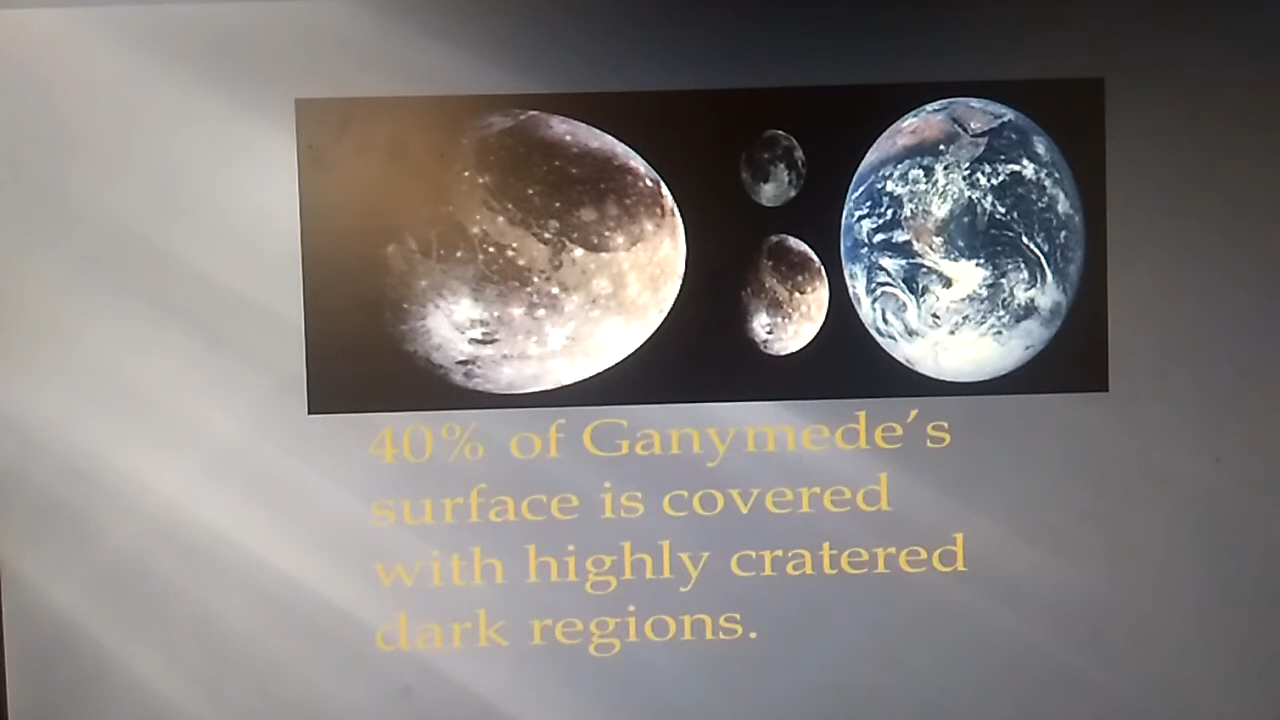 40% of Ganymede's
surface is covered
with highly cratered
dark regions.